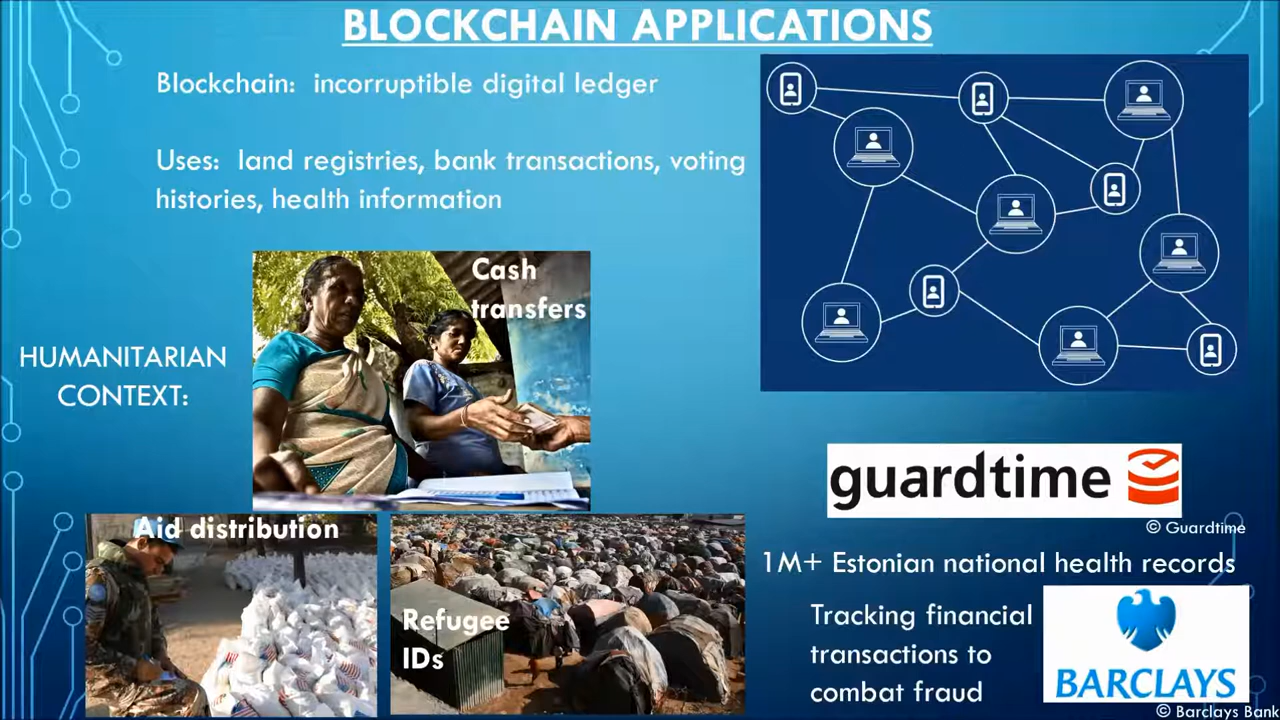 BLOCKCHAIN APPLICATIONS
Blockchain: incorruptible digital ledger
Uses: land registries, bank transactions, voting
histories, health information
HUMANITARIAN
CONTEXT:
Cash
transfers
Aid distribution
Refugee
IDs
guardtime
© Guardtime
1M+ Estonian national health records
Tracking financial
transactions to
combat fraud
BARCLAYS
© Barclays Bank